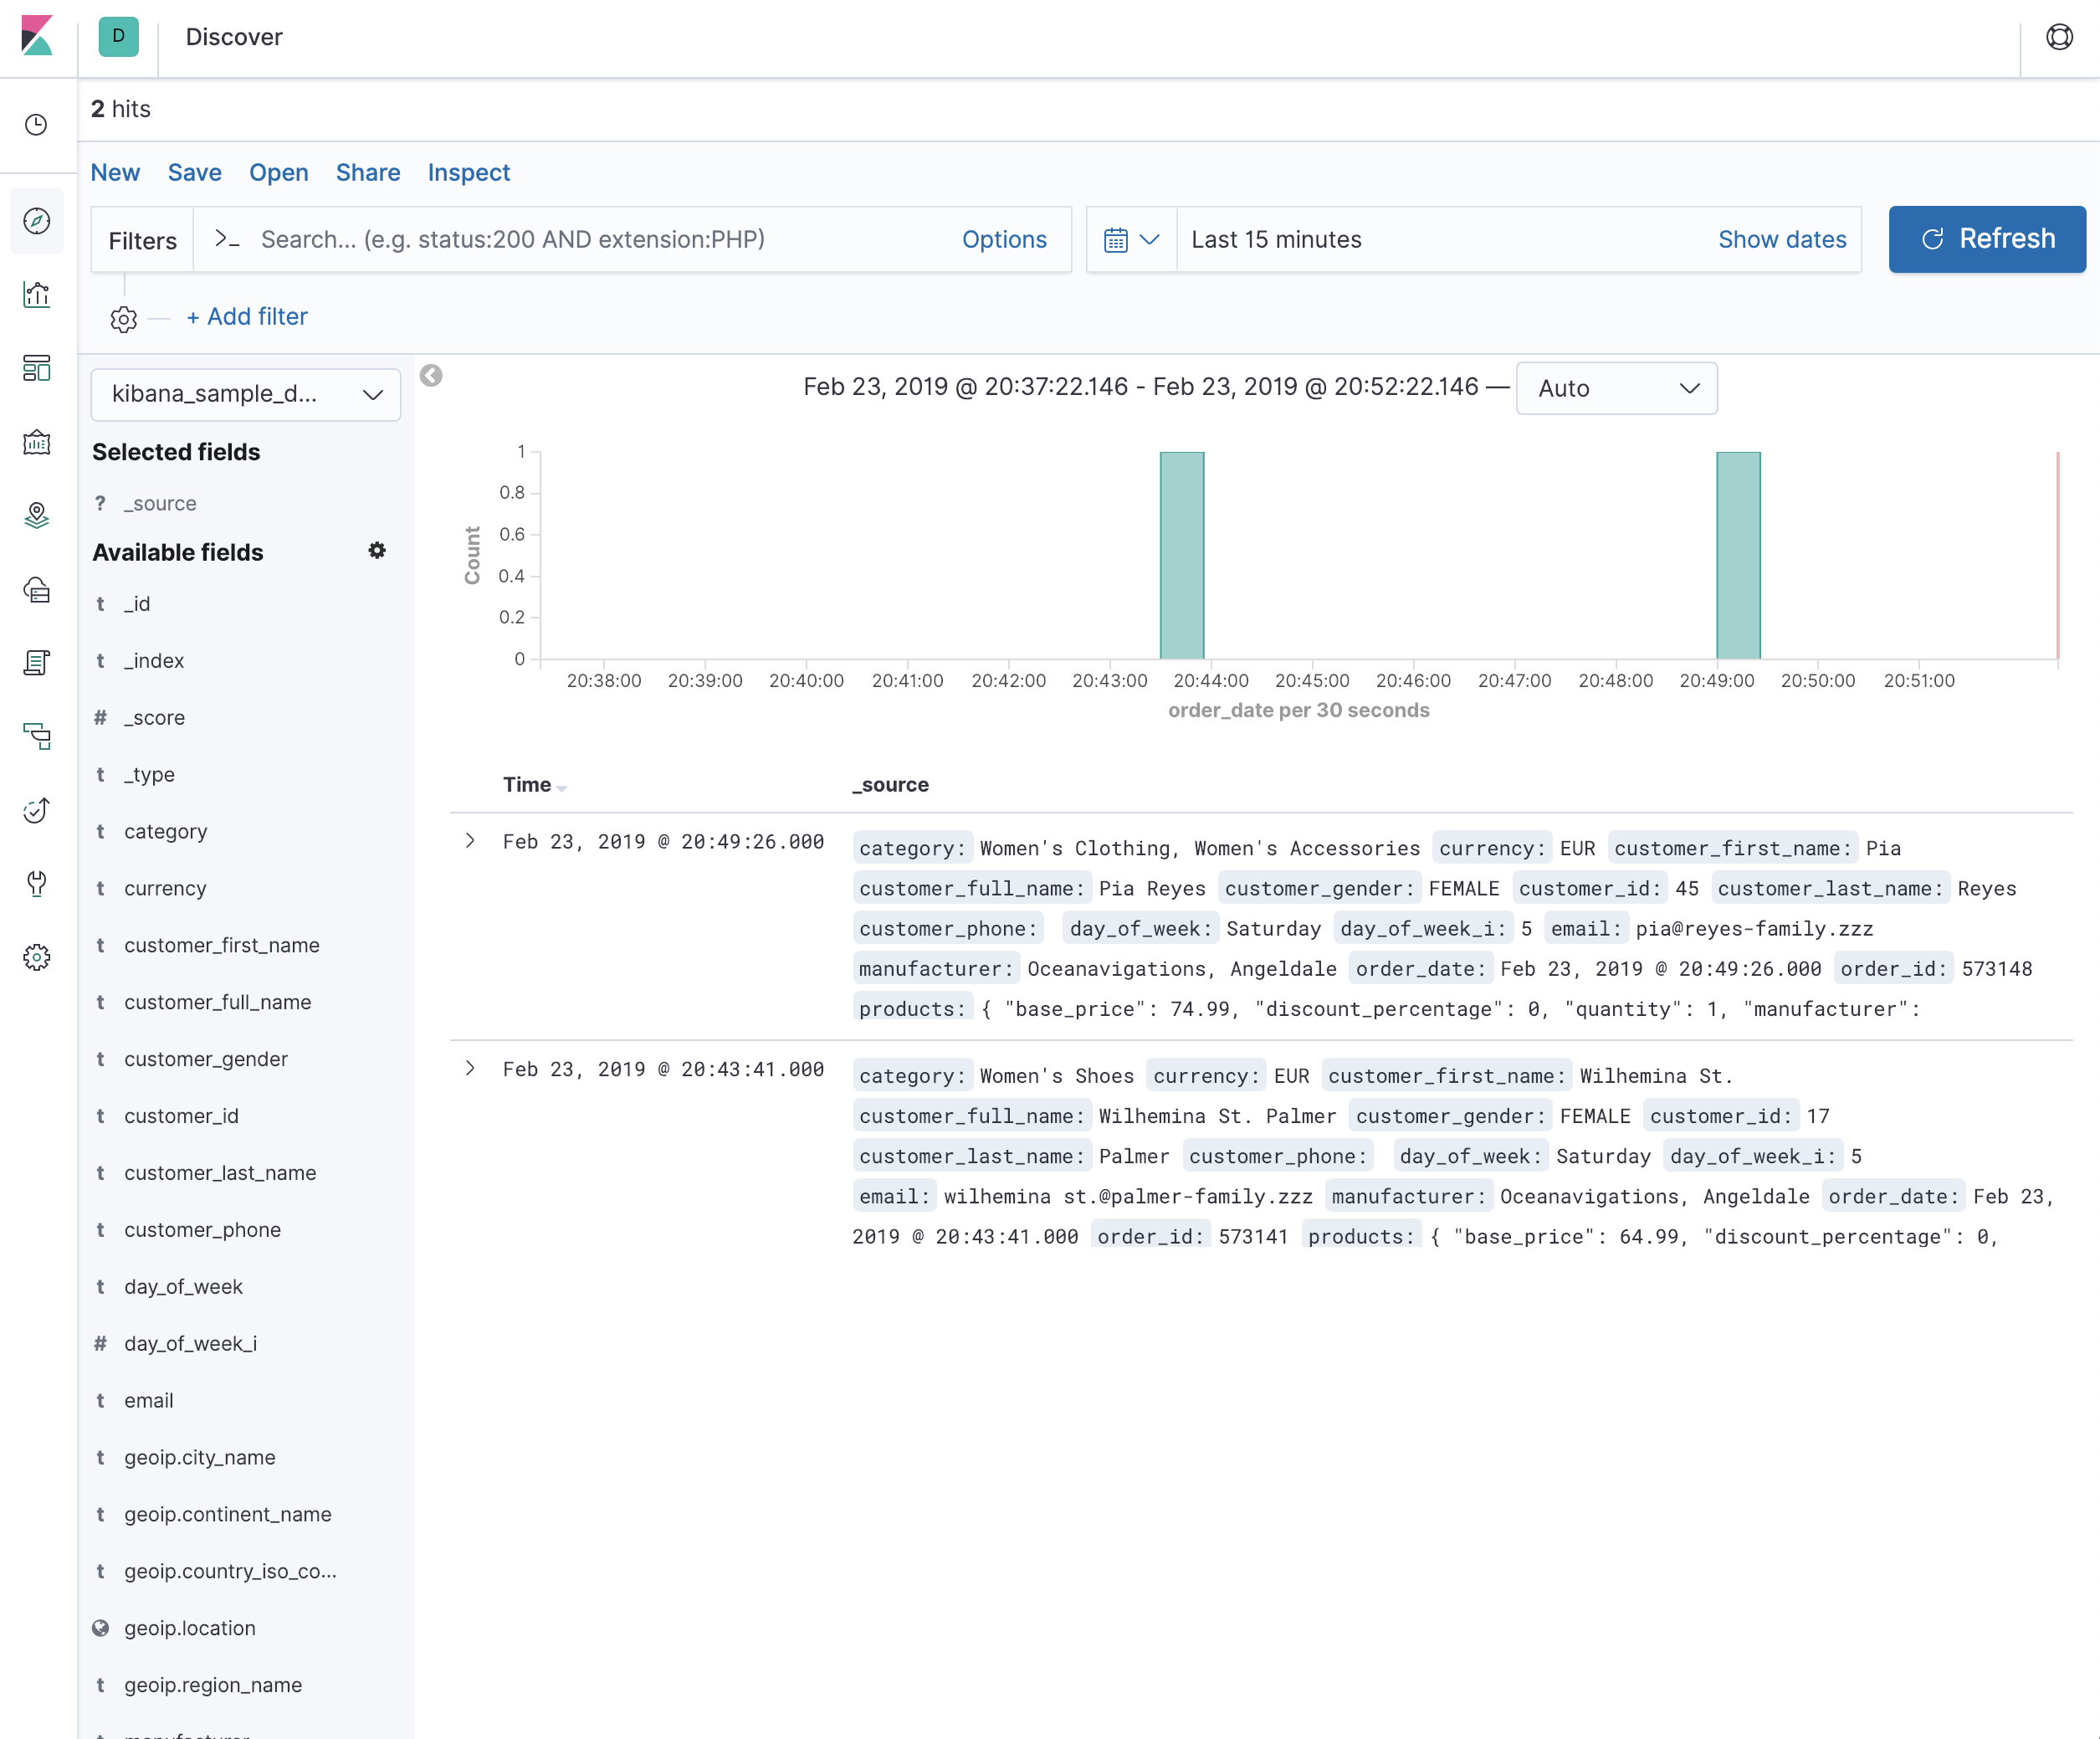 D Discover
2 hits
New Save Open Share Inspect
Filters >_ Search... (e.g. status:200 AND extension:PHP) Options Last 15 minutes Show dates Refresh
+ Add filter
kibana_sample_d...
Selected fields
? _source
Available fields
t _id
t _index
# _score
t _type
t category
t currency
t customer_first_name
t customer_full_name
t customer_gender
t customer_id
t customer_last_name
t customer_phone
t day_of_week
# day_of_week_i
t email
t geoip.city_name
t geoip.continent_name
t geoip.country_iso_co...
geoip.location
t geoip.region_name
Feb 23, 2019 @ 20:37:22.146 - Feb 23, 2019 @ 20:52:22.146 — Auto
Count
1
0.8
0.6
0.4
0.2
0
20:38:00 20:39:00 20:40:00 20:41:00 20:42:00 20:43:00 20:44:00 20:45:00 20:46:00 20:47:00 20:48:00 20:49:00 20:50:00 20:51:00
order_date per 30 seconds
Time _source
Feb 23, 2019 @ 20:49:26.000 category: Women's Clothing, Women's Accessories currency: EUR customer_first_name: Pia
customer_full_name: Pia Reyes customer_gender: FEMALE customer_id: 45 customer_last_name: Reyes
customer_phone: day_of_week: Saturday day_of_week_i: 5 email: pia@reyes-family.zzz
manufacturer: Oceanavigations, Angeldale order_date: Feb 23, 2019 @ 20:49:26.000 order_id: 573148
products: { "base_price": 74.99, "discount_percentage": 0, "quantity": 1, "manufacturer":
Feb 23, 2019 @ 20:43:41.000 category: Women's Shoes currency: EUR customer_first_name: Wilhemina St.
customer_full_name: Wilhemina St. Palmer customer_gender: FEMALE customer_id: 17
customer_last_name: Palmer customer_phone: day_of_week: Saturday day_of_week_i: 5
email: wilhemina st.@palmer-family.zzz manufacturer: Oceanavigations, Angeldale order_date: Feb 23,
2019 @ 20:43:41.000 order_id: 573141 products: { "base_price": 64.99, "discount_percentage": 0,